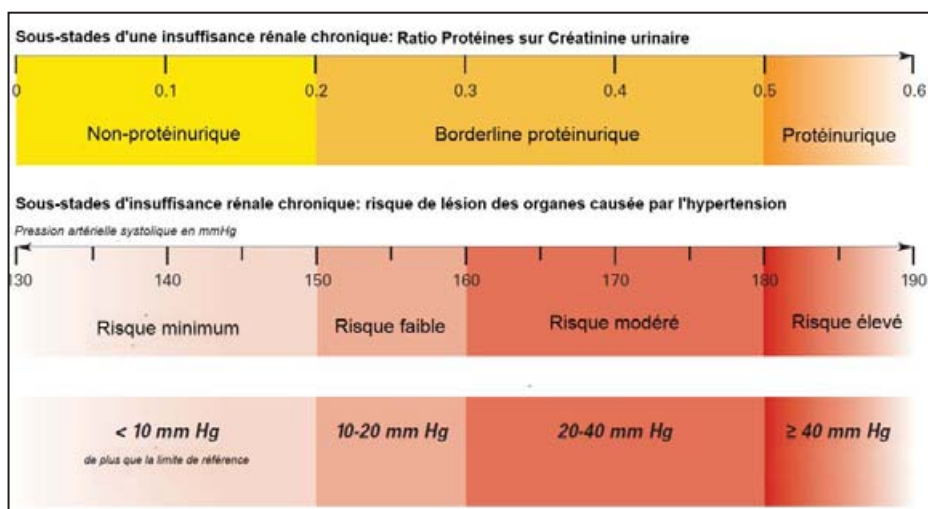 Sous-stades d'une insuffisance rénale chronique: Ratio Protéines sur Créatinine urinaire
0 0.1 0.2 0.3 0.4 0.5 0.6
Non-protéinurique Borderline protéinurique Protéinurique
Sous-stades d'insuffisance rénale chronique: risque de lésion des organes causée par l'hypertension
Pression artérielle systolique en mmHg
130 140 150 160 170 180 190
Risque minimum Risque faible Risque modéré Risque élevé
< 10 mm Hg 10-20 mm Hg 20-40 mm Hg ≥ 40 mm Hg
de plus que la limite de référence